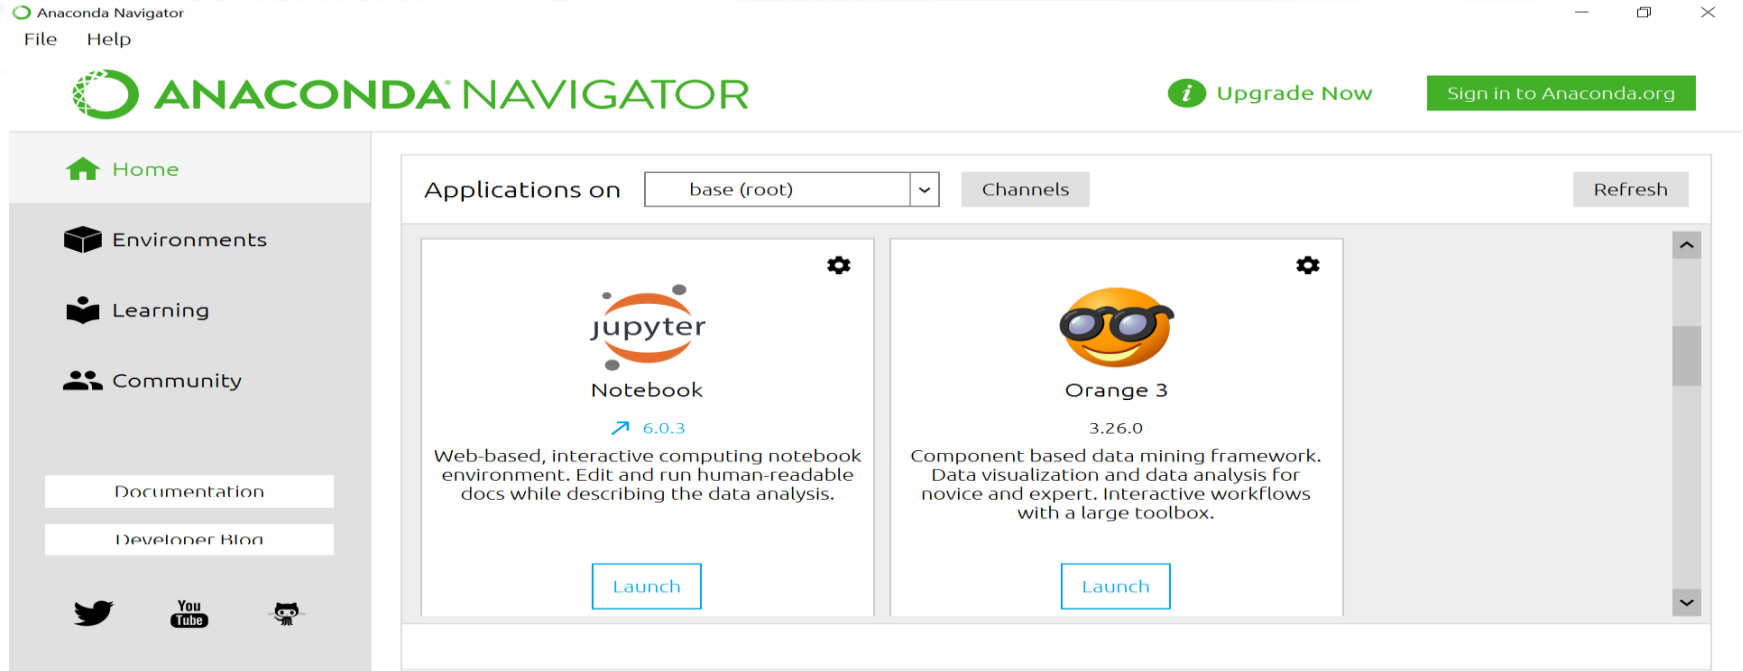 Anaconda Navigator
File Help
ANACONDA NAVIGATOR
Upgrade Now
Sign in to Anaconda.org
Home
Environments
Learning
Community
Documentation
Developer Blog
You
Tube
Applications on
base (root)
Channels
Refresh
jupyter
Notebook
6.0.3
Web-based, interactive computing notebook
environment. Edit and run human-readable
docs while describing the data analysis.
Launch
Orange 3
3.26.0
Component based data mining framework.
Data visualization and data analysis for
novice and expert. Interactive workflows
with a large toolbox.
Launch